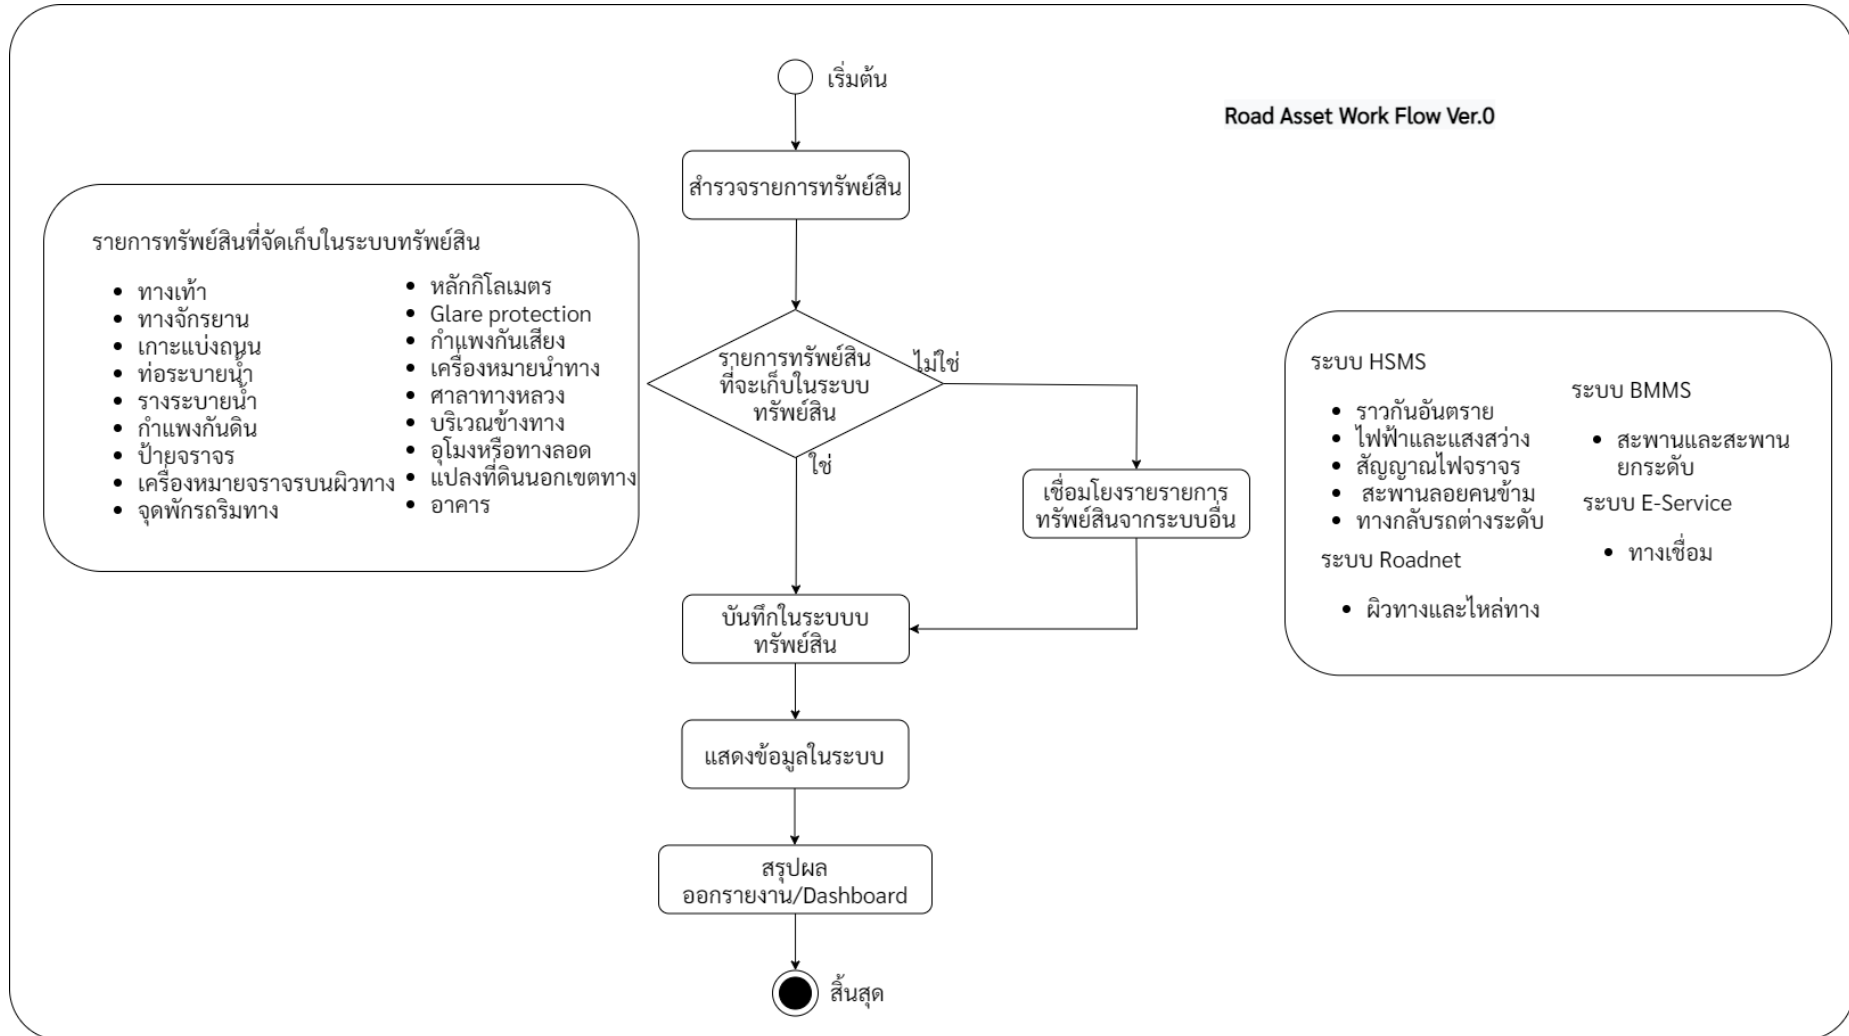 เริ่มต้น
Road Asset Work Flow Ver.0
สำรวจรายการทรัพย์สิน
รายการทรัพย์สินที่จัดเก็บในระบบทรัพย์สิน
ทางเท้า
ทางจักรยาน
เกาะแบ่งถนน
ท่อระบายน้ำ
รางระบายน้ำ
กำแพงกันดิน
ป้ายจราจร
เครื่องหมายจราจรบนผิวทาง
จุดพักรถริมทาง
หลักกิโลเมตร
Glare protection
กำแพงกันเสียง
เครื่องหมายนำทาง
ศาลาทางหลวง
บริเวณข้างทาง
อุโมงหรือทางลอด
แปลงที่ดินนอกเขตทาง
อาคาร
รายการทรัพย์สิน
ที่จะเก็บในระบบ
ทรัพย์สิน
ไม่ใช่
ใช่
เชื่อมโยงรายรายการ
ทรัพย์สินจากระบบอื่น
ระบบ HSMS
ราวกันอันตราย
ไฟฟ้าและแสงสว่าง
สัญญาณไฟจราจร
สะพานลอยคนข้าม
ทางกลับรถต่างระดับ
ระบบ Roadnet
ผิวทางและไหล่ทาง
ระบบ BMMS
สะพานและสะพาน
ยกระดับ
ระบบ E-Service
ทางเชื่อม
บันทึกในระบบบ
ทรัพย์สิน
แสดงข้อมูลในระบบ
สรุปผล
ออกรายงาน/Dashboard
สิ้นสุด